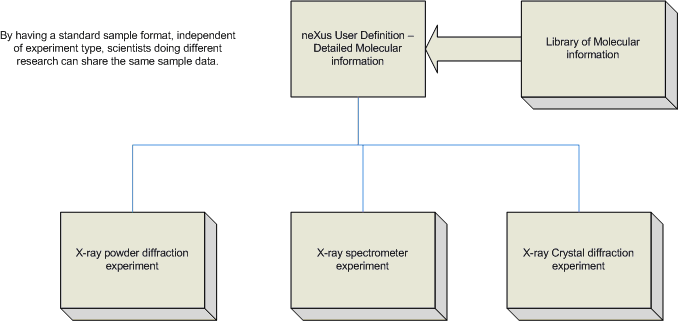 By having a standard sample format, independent
of experiment type, scientists doing different
research can share the same sample data.
neXus User Definition –
Detailed Molecular
information
Library of Molecular
information
X-ray powder diffraction
experiment
X-ray spectrometer
experiment
X-ray Crystal diffraction
experiment